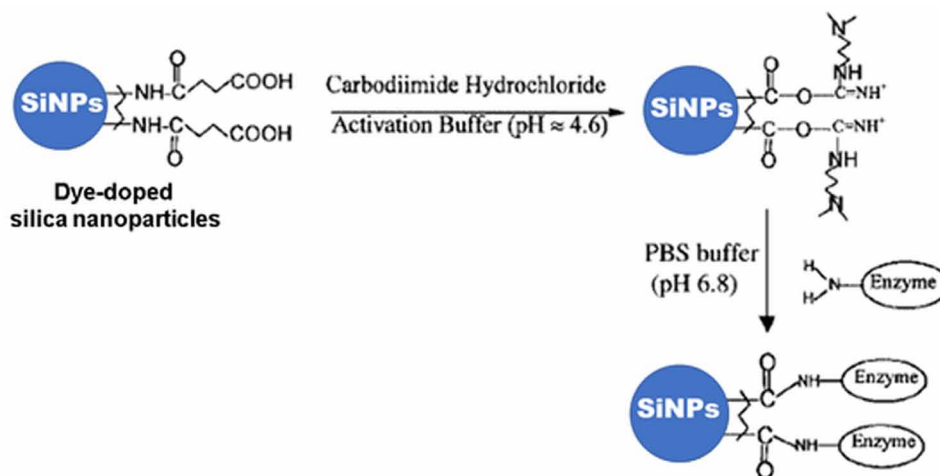 SiNPs
NH
C
O
COOH
NH
C
O
COOH
Dye-doped
silica nanoparticles
Carbodiimide Hydrochloride
Activation Buffer (pH ≈ 4.6)
SiNPs
N
NH
O
C
O
C=NH⁺
C
O
O
C=NH⁺
NH
N
PBS buffer
(pH 6.8)
H
H
N
Enzyme
SiNPs
O
C
NH
Enzyme
C
O
NH
Enzyme